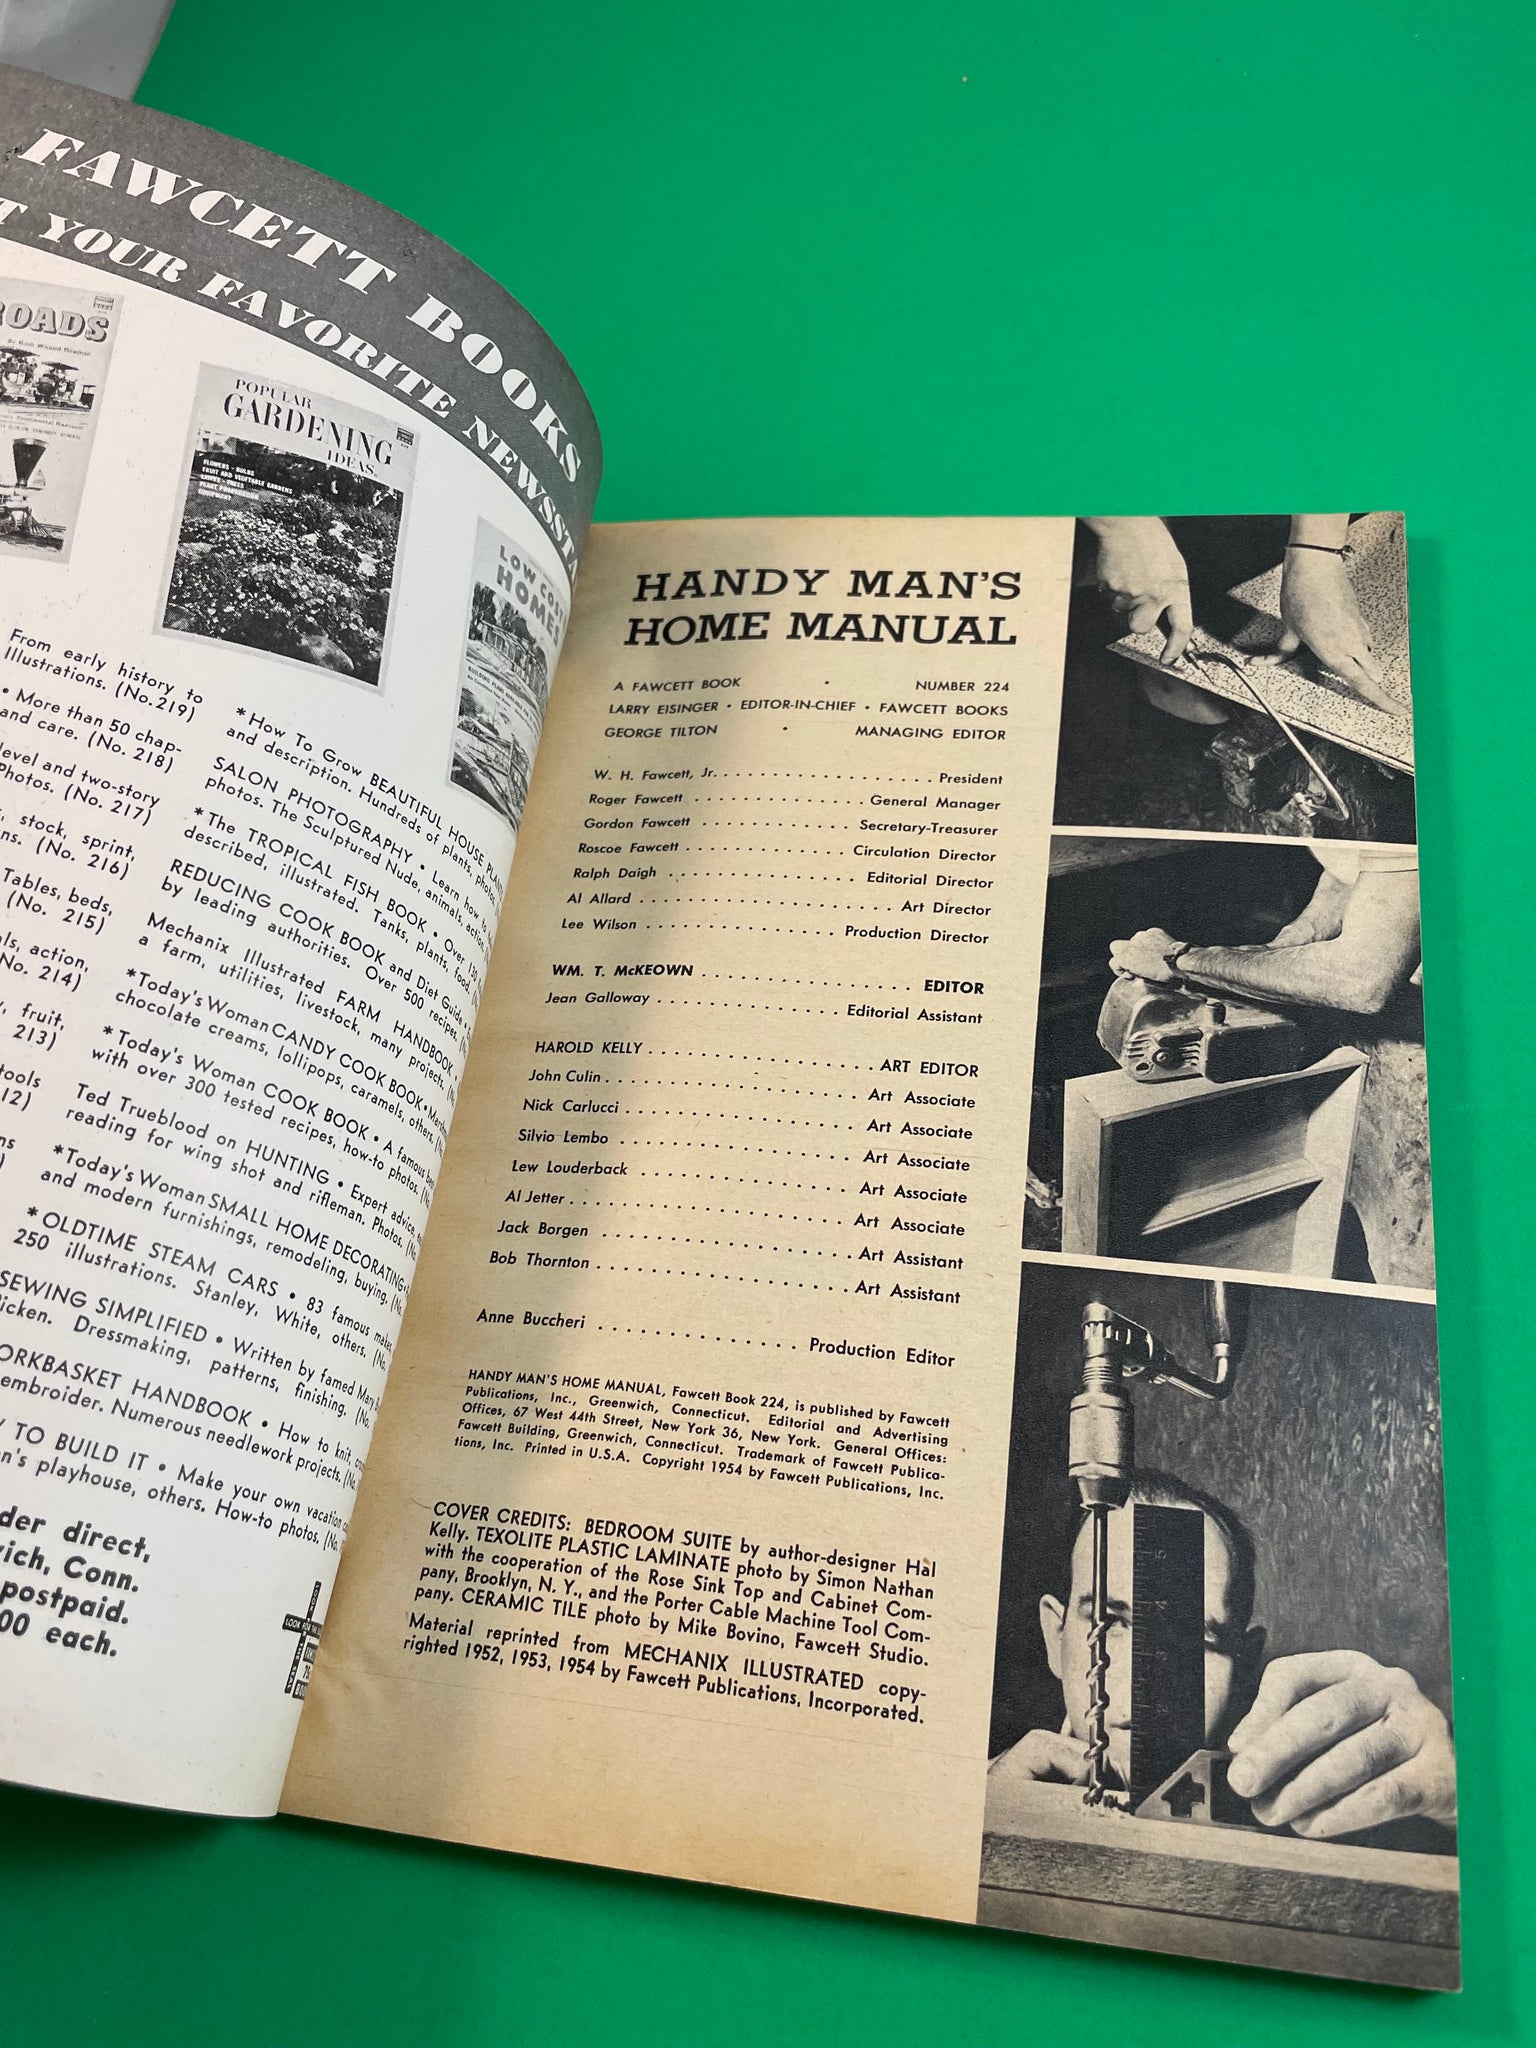 FAWCETT BOOKS
T YOUR FAVORITE NEWSSTA
ROADS
POPULAR
GARDENING
IDEAS
FLOWERS - BULBS
FRUIT AND VEGETABLE GARDENS
EQUIPMENT
LOW COST
HOMES
From early history to
Illustrations. (No.219)
• More than 50 chap-
and care. (No. 218)
level and two-story
Photos. (No. 217)
, stock, sprint,
ns. (No. 216)
Tables, beds,
(No. 215)
ls, action,
No. 214)
, fruit,
213)
tools
12)
*How To Grow BEAUTIFUL HOUSE PLANTS
and description. Hundreds of plants, photos.
SALON PHOTOGRAPHY • Learn how to
photos. The Sculptured Nude, animals, action.
*The TROPICAL FISH BOOK • Over 130
described, illustrated. Tanks, plants, food.
REDUCING COOK BOOK and Diet Guide •
by leading authorities. Over 500 recipes.
Mechanix Illustrated FARM HANDBOOK •
a farm, utilities, livestock, many projects.
*Today's Woman CANDY COOK BOOK •
chocolate creams, lollipops, caramels, others.
*Today's Woman COOK BOOK • A famous
with over 300 tested recipes, how-to photos.
Ted Trueblood on HUNTING • Expert advice,
reading for wing shot and rifleman. Photos.
*Today's Woman SMALL HOME DECORATING •
and modern furnishings, remodeling, buying.
*OLDTIME STEAM CARS • 83 famous makes,
250 illustrations. Stanley, White, others.
SEWING SIMPLIFIED • Written by famed Mary
icken. Dressmaking, patterns, finishing.
ORKBASKET HANDBOOK • How to knit,
embroider. Numerous needlework projects.
TO BUILD IT • Make your own vacation
n's playhouse, others. How-to photos.
der direct,
ich, Conn.
postpaid.
00 each.
HANDY MAN'S
HOME MANUAL
A FAWCETT BOOK • NUMBER 224
LARRY EISINGER • EDITOR-IN-CHIEF • FAWCETT BOOKS
GEORGE TILTON • MANAGING EDITOR
W. H. Fawcett, Jr. . . . . . . . . . . . . . . . . . . . President
Roger Fawcett . . . . . . . . . . . . . . General Manager
Gordon Fawcett . . . . . . . . . . . . Secretary-Treasurer
Roscoe Fawcett . . . . . . . . . . . . . Circulation Director
Ralph Daigh . . . . . . . . . . . . . . . Editorial Director
Al Allard . . . . . . . . . . . . . . . . . . . . . Art Director
Lee Wilson . . . . . . . . . . . . . . . Production Director
WM. T. McKEOWN . . . . . . . . . . . . . . . . . EDITOR
Jean Galloway . . . . . . . . . . . . . . Editorial Assistant
HAROLD KELLY . . . . . . . . . . . . . . . . . ART EDITOR
John Culin . . . . . . . . . . . . . . . . . . . Art Associate
Nick Carlucci . . . . . . . . . . . . . . . . . Art Associate
Silvio Lembo . . . . . . . . . . . . . . . . . Art Associate
Lew Louderback . . . . . . . . . . . . . . . Art Associate
Al Jetter . . . . . . . . . . . . . . . . . . . . Art Associate
Jack Borgen . . . . . . . . . . . . . . . . . . Art Assistant
Bob Thornton . . . . . . . . . . . . . . . . . Art Assistant
Anne Buccheri . . . . . . . . . . . . . Production Editor
HANDY MAN'S HOME MANUAL, Fawcett Book 224, is published by Fawcett
Publications, Inc., Greenwich, Connecticut. Editorial and Advertising
Offices, 67 West 44th Street, New York 36, New York. General Offices:
Fawcett Building, Greenwich, Connecticut. Trademark of Fawcett Publica-
tions, Inc. Printed in U.S.A. Copyright 1954 by Fawcett Publications, Inc.
COVER CREDITS: BEDROOM SUITE by author-designer Hal
Kelly. TEXOLITE PLASTIC LAMINATE photo by Simon Nathan
with the cooperation of the Rose Sink Top and Cabinet Com-
pany, Brooklyn, N. Y., and the Porter Cable Machine Tool Com-
pany. CERAMIC TILE photo by Mike Bovino, Fawcett Studio.
Material reprinted from MECHANIX ILLUSTRATED copy-
righted 1952, 1953, 1954 by Fawcett Publications, Incorporated.